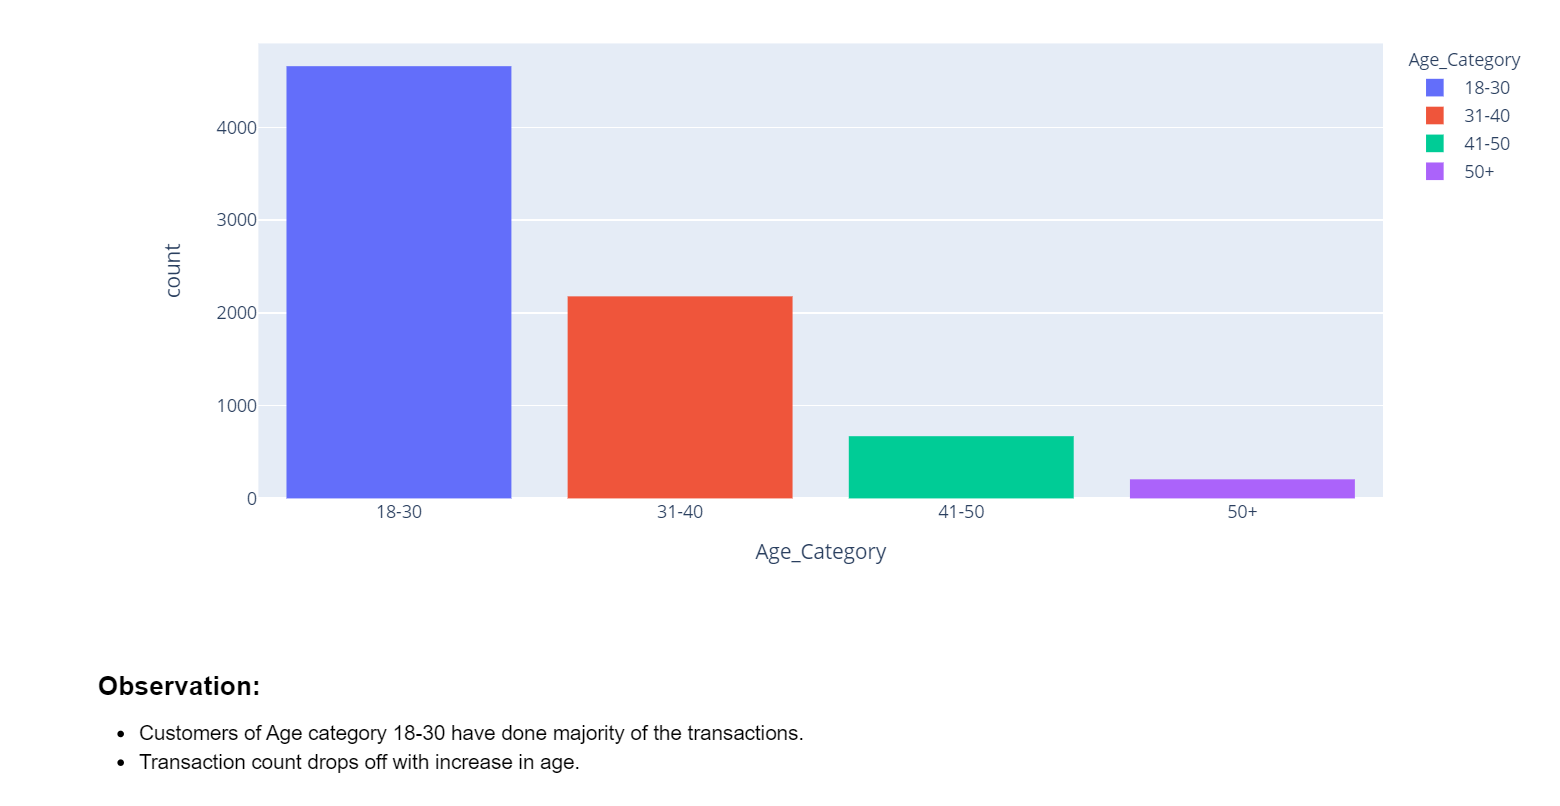 Age_Category
18-30
31-40
41-50
50+
4000
3000
2000
1000
0
count
18-30
31-40
41-50
50+
Age_Category
Observation:
• Customers of Age category 18-30 have done majority of the transactions.
• Transaction count drops off with increase in age.